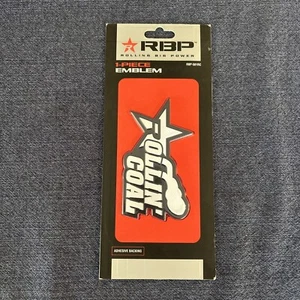 RBP
ROLLING BIG POWER
1-PIECE
EMBLEM
ROLLIN'
COAL
ADHESIVE BACKING